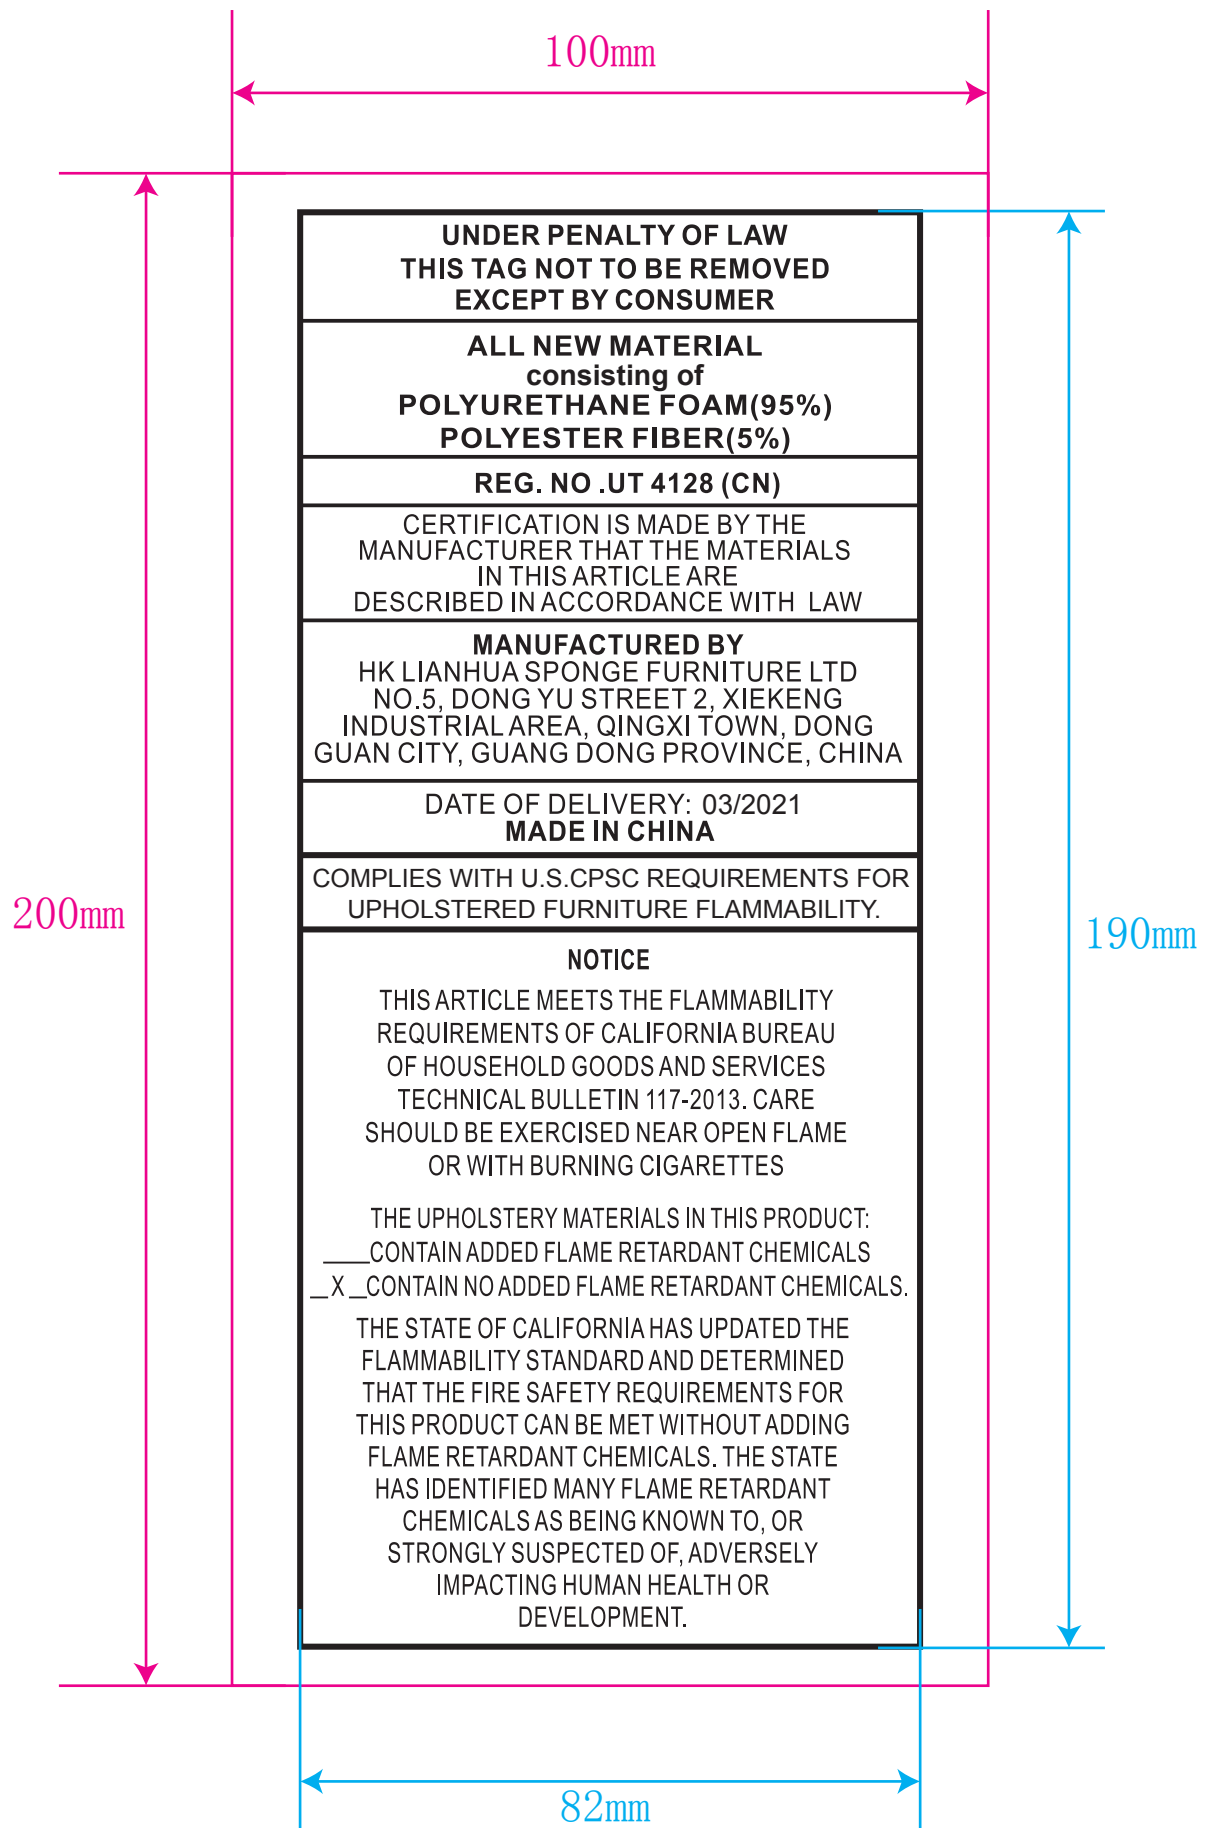 100mm
UNDER PENALTY OF LAW
THIS TAG NOT TO BE REMOVED
EXCEPT BY CONSUMER
ALL NEW MATERIAL
consisting of
POLYURETHANE FOAM(95%)
POLYESTER FIBER(5%)
REG. NO .UT 4128 (CN)
CERTIFICATION IS MADE BY THE
MANUFACTURER THAT THE MATERIALS
IN THIS ARTICLE ARE
DESCRIBED IN ACCORDANCE WITH LAW
MANUFACTURED BY
HK LIANHUA SPONGE FURNITURE LTD
NO.5, DONG YU STREET 2, XIEKENG
INDUSTRIAL AREA, QINGXI TOWN, DONG
GUAN CITY, GUANG DONG PROVINCE, CHINA
DATE OF DELIVERY: 03/2021
MADE IN CHINA
COMPLIES WITH U.S.CPSC REQUIREMENTS FOR
UPHOLSTERED FURNITURE FLAMMABILITY.
200mm
190mm
NOTICE
THIS ARTICLE MEETS THE FLAMMABILITY
REQUIREMENTS OF CALIFORNIA BUREAU
OF HOUSEHOLD GOODS AND SERVICES
TECHNICAL BULLETIN 117-2013. CARE
SHOULD BE EXERCISED NEAR OPEN FLAME
OR WITH BURNING CIGARETTES
THE UPHOLSTERY MATERIALS IN THIS PRODUCT:
____CONTAIN ADDED FLAME RETARDANT CHEMICALS
_X_CONTAIN NO ADDED FLAME RETARDANT CHEMICALS.
THE STATE OF CALIFORNIA HAS UPDATED THE
FLAMMABILITY STANDARD AND DETERMINED
THAT THE FIRE SAFETY REQUIREMENTS FOR
THIS PRODUCT CAN BE MET WITHOUT ADDING
FLAME RETARDANT CHEMICALS. THE STATE
HAS IDENTIFIED MANY FLAME RETARDANT
CHEMICALS AS BEING KNOWN TO, OR
STRONGLY SUSPECTED OF, ADVERSELY
IMPACTING HUMAN HEALTH OR
DEVELOPMENT.
82mm